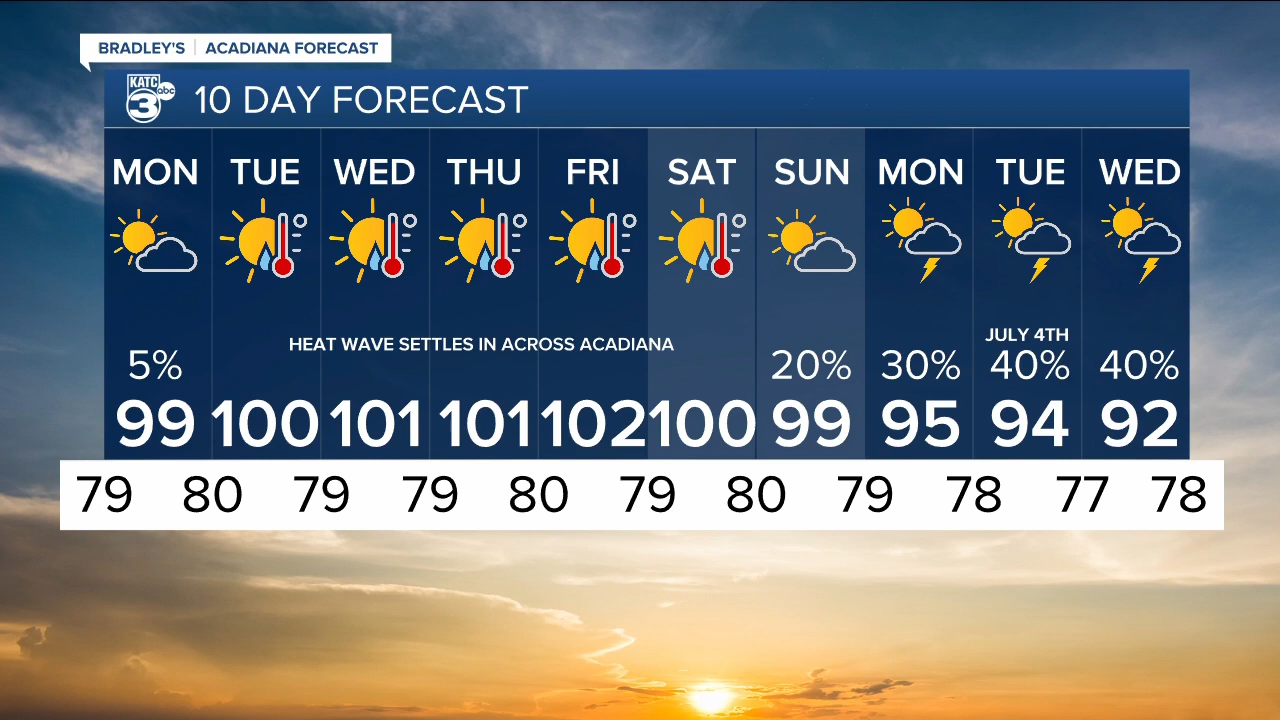 BRADLEY'S | ACADIANA FORECAST
KATC
3
abc
10 DAY FORECAST
MON TUE WED THU FRI SAT SUN MON TUE WED
JULY 4TH
HEAT WAVE SETTLES IN ACROSS ACADIANA
5% 20% 30% 40% 40%
99 100 101 101 102 100 99 95 94 92
79 80 79 79 80 79 80 79 78 77 78